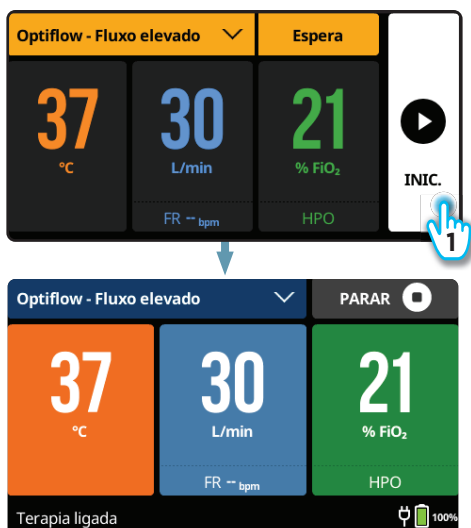 Optiflow - Fluxo elevado
Espera
37
°C
30
L/min
FR -- bpm
21
% FiO₂
HPO
INIC.
1
Optiflow - Fluxo elevado
PARAR
37
°C
30
L/min
FR -- bpm
21
% FiO₂
HPO
Terapia ligada
100%